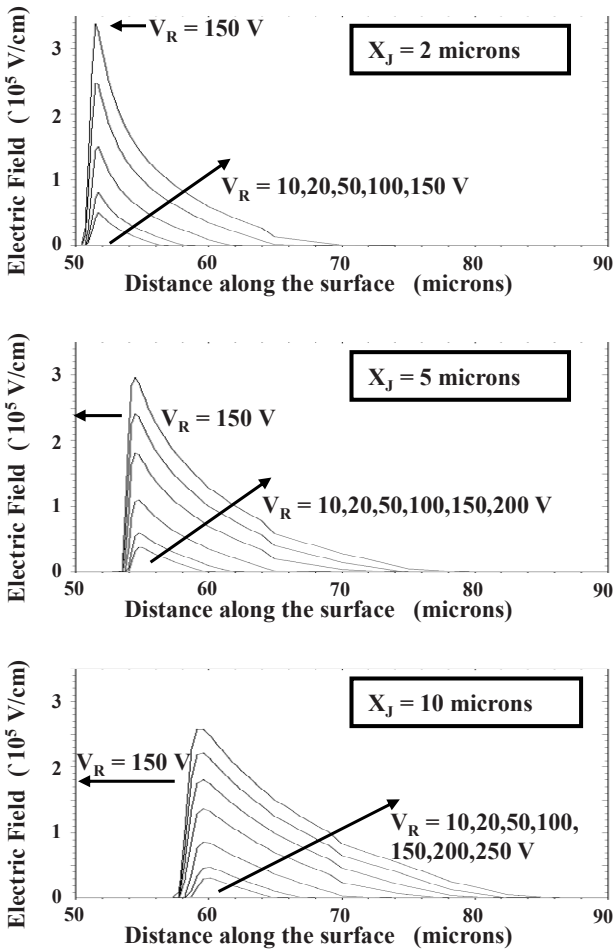 Electric Field (`10⁵ V/cm)
3
2
1
0
V_R = 150 V
X_J = 2 microns
V_R = 10,20,50,100,150 V
50 60 70 80 90
Distance along the surface (microns)
Electric Field (`10⁵ V/cm)
3
2
1
0
X_J = 5 microns
V_R = 150 V
V_R = 10,20,50,100,150,200 V
50 60 70 80 90
Distance along the surface (microns)
Electric Field (`10⁵ V/cm)
3
2
1
0
X_J = 10 microns
V_R = 150 V
V_R = 10,20,50,100,
150,200,250 V
50 60 70 80 90
Distance along the surface (microns)